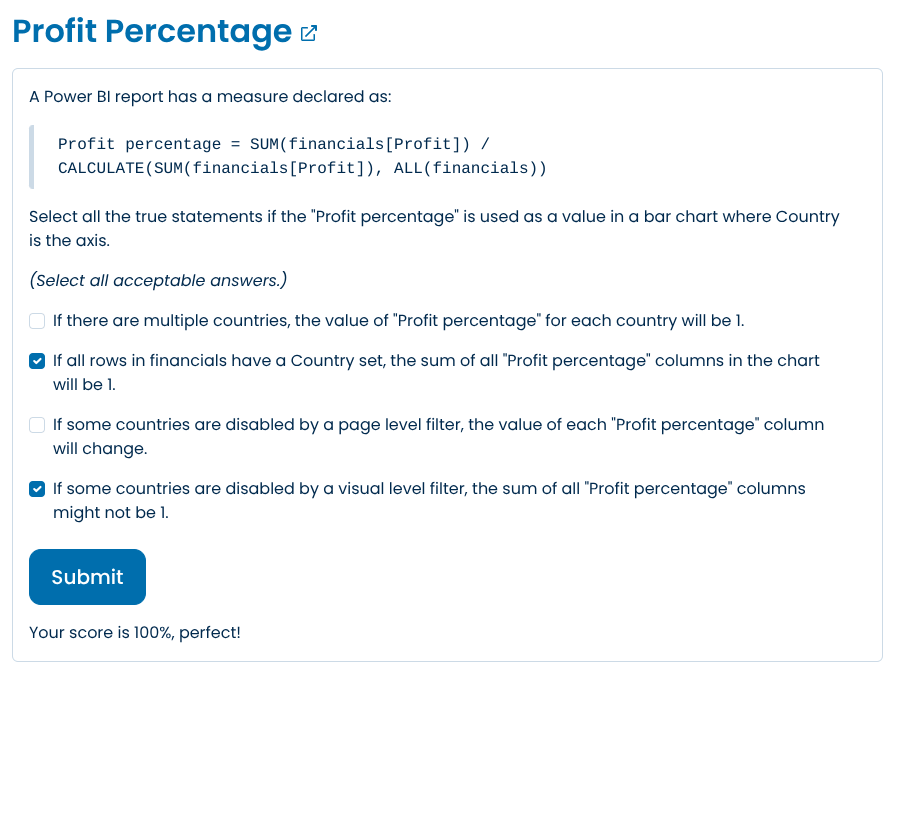 Profit Percentage
A Power BI report has a measure declared as:
Profit percentage = SUM(financials[Profit]) /
CALCULATE(SUM(financials[Profit]), ALL(financials))
Select all the true statements if the "Profit percentage" is used as a value in a bar chart where Country
is the axis.
(Select all acceptable answers.)
If there are multiple countries, the value of "Profit percentage" for each country will be 1.
If all rows in financials have a Country set, the sum of all "Profit percentage" columns in the chart
will be 1.
If some countries are disabled by a page level filter, the value of each "Profit percentage" column
will change.
If some countries are disabled by a visual level filter, the sum of all "Profit percentage" columns
might not be 1.
Submit
Your score is 100%, perfect!